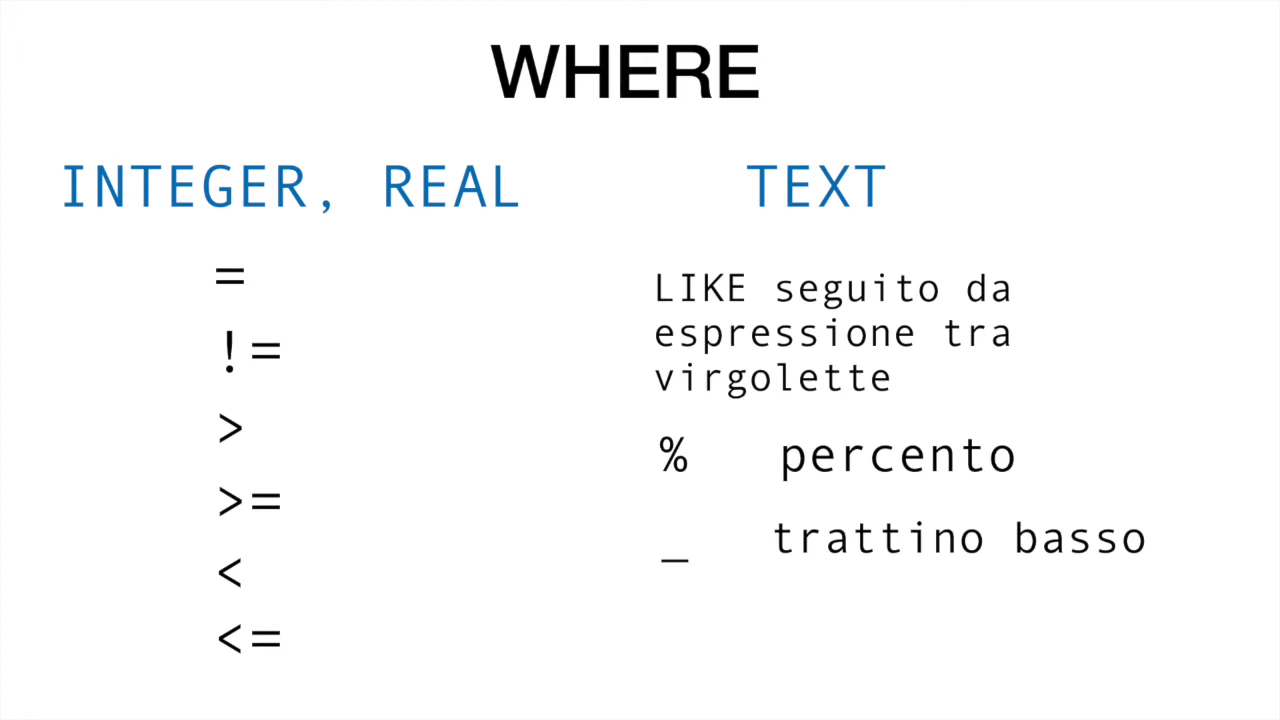 WHERE
INTEGER, REAL
=
!=
>
>=
<
<=
TEXT
LIKE seguito da
espressione tra
virgolette
% percento
_ trattino basso